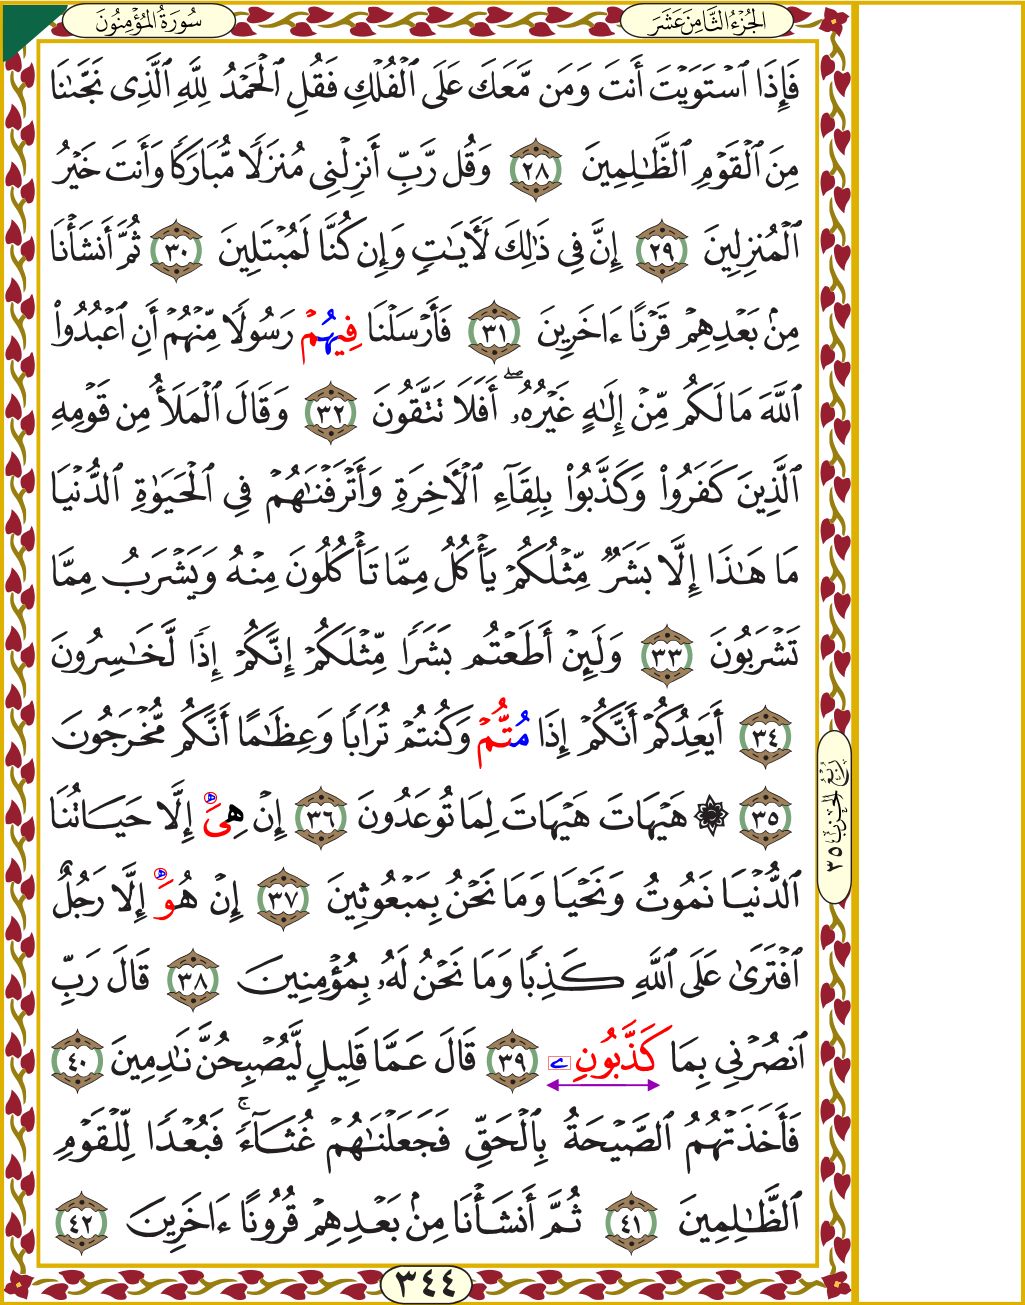 سُورَةُ المُؤْمِنُونَ
الجُزْءُ الثَّامِنَ عَشَرَ
فَإِذَا ٱسْتَوَيْتَ أَنتَ وَمَن مَّعَكَ عَلَى ٱلْفُلْكِ فَقُلِ ٱلْحَمْدُ لِلَّهِ ٱلَّذِى نَجَّىٰنَا
مِنَ ٱلْقَوْمِ ٱلظَّـٰلِمِينَ ٢٨ وَقُل رَّبِّ أَنزِلْنِى مُنزَلًا مُّبَارَكًا وَأَنتَ خَيْرُ
ٱلْمُنزِلِينَ ٢٩ إِنَّ فِى ذَٰلِكَ لَـَٔايَـٰتٍ وَإِن كُنَّا لَمُبْتَلِينَ ٣٠ ثُمَّ أَنشَأْنَا
مِنۢ بَعْدِهِمْ قَرْنًا ءَاخَرِينَ ٣١ فَأَرْسَلْنَا فِيهُمْ رَسُولًا مِّنْهُمْ أَنِ ٱعْبُدُوا۟
ٱللَّهَ مَا لَكُم مِّنْ إِلَـٰهٍ غَيْرُهُۥٓ ۖ أَفَلَا تَتَّقُونَ ٣٢ وَقَالَ ٱلْمَلَأُ مِن قَوْمِهِ
ٱلَّذِينَ كَفَرُوا۟ وَكَذَّبُوا۟ بِلِقَآءِ ٱلْـَٔاخِرَةِ وَأَتْرَفْنَـٰهُمْ فِى ٱلْحَيَوٰةِ ٱلدُّنْيَا
مَا هَـٰذَا إِلَّا بَشَرٌ مِّثْلُكُمْ يَأْكُلُ مِمَّا تَأْكُلُونَ مِنْهُ وَيَشْرَبُ مِمَّا
تَشْرَبُونَ ٣٣ وَلَئِنْ أَطَعْتُم بَشَرًا مِّثْلَكُمْ إِنَّكُمْ إِذًا لَّخَـٰسِرُونَ
٣٤ أَيَعِدُكُمْ أَنَّكُمْ إِذَا مُتُّمْ وَكُنتُمْ تُرَابًا وَعِظَـٰمًا أَنَّكُم مُّخْرَجُونَ
٣٥ ۞ هَيْهَاتَ هَيْهَاتَ لِمَا تُوعَدُونَ ٣٦ إِنْ هِىَ هـ إِلَّا حَيَاتُنَا
ٱلدُّنْيَا نَمُوتُ وَنَحْيَا وَمَا نَحْنُ بِمَبْعُوثِينَ ٣٧ إِنْ هُوَ هـ إِلَّا رَجُلٌ
ٱفْتَرَىٰ عَلَى ٱللَّهِ كَذِبًا وَمَا نَحْنُ لَهُۥ بِمُؤْمِنِينَ ٣٨ قَالَ رَبِّ
ٱنصُرْنِى بِمَا كَذَّبُونِ ے ٣٩ قَالَ عَمَّا قَلِيلٍ لَّيُصْبِحُنَّ نَـٰدِمِينَ ٤٠
فَأَخَذَتْهُمُ ٱلصَّيْحَةُ بِٱلْحَقِّ فَجَعَلْنَـٰهُمْ غُثَآءً ۚ فَبُعْدًا لِّلْقَوْمِ
ٱلظَّـٰلِمِينَ ٤١ ثُمَّ أَنشَأْنَا مِنۢ بَعْدِهِمْ قُرُونًا ءَاخَرِينَ ٤٢
رُبْعُ الحِزْبِ ٣٥
٣٤٤